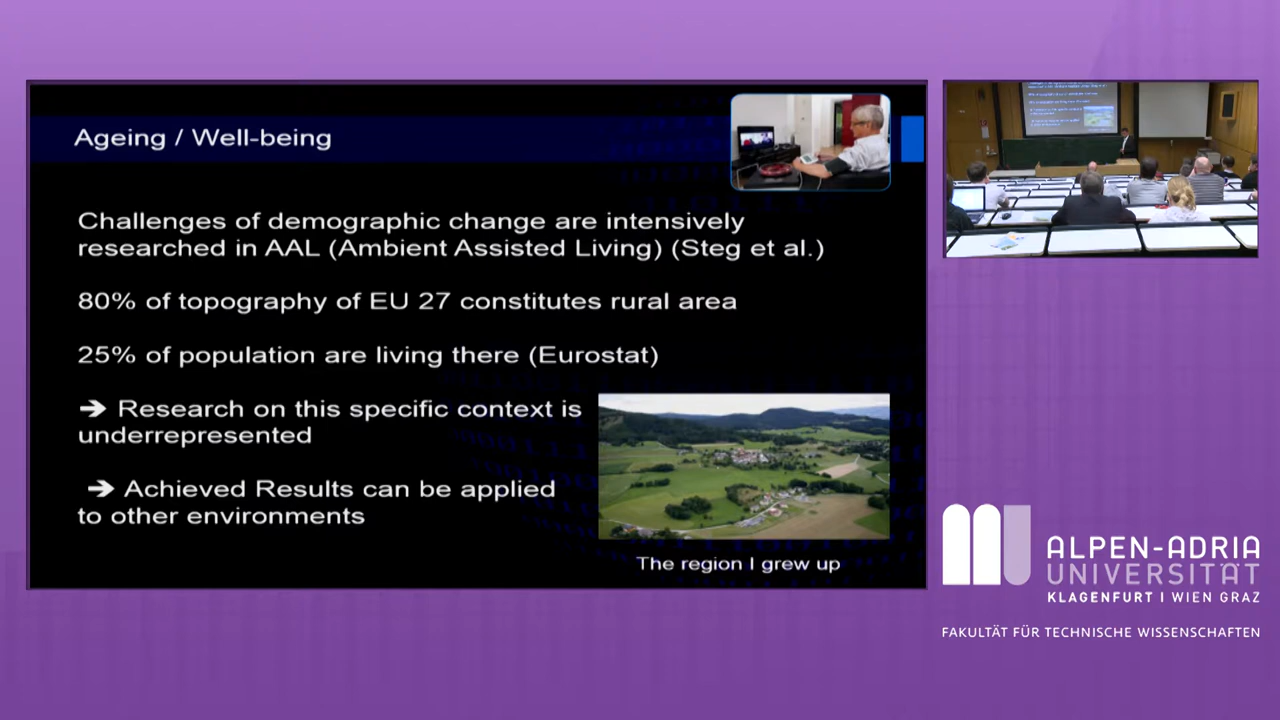 Ageing / Well-being
Challenges of demographic change are intensively
researched in AAL (Ambient Assisted Living) (Steg et al.)
80% of topography of EU 27 constitutes rural area
25% of population are living there (Eurostat)
➔ Research on this specific context is
underrepresented
➔ Achieved Results can be applied
to other environments
The region I grew up
ALPEN-ADRIA
UNIVERSITÄT
KLAGENFURT I WIEN GRAZ
FAKULTÄT FÜR TECHNISCHE WISSENSCHAFTEN